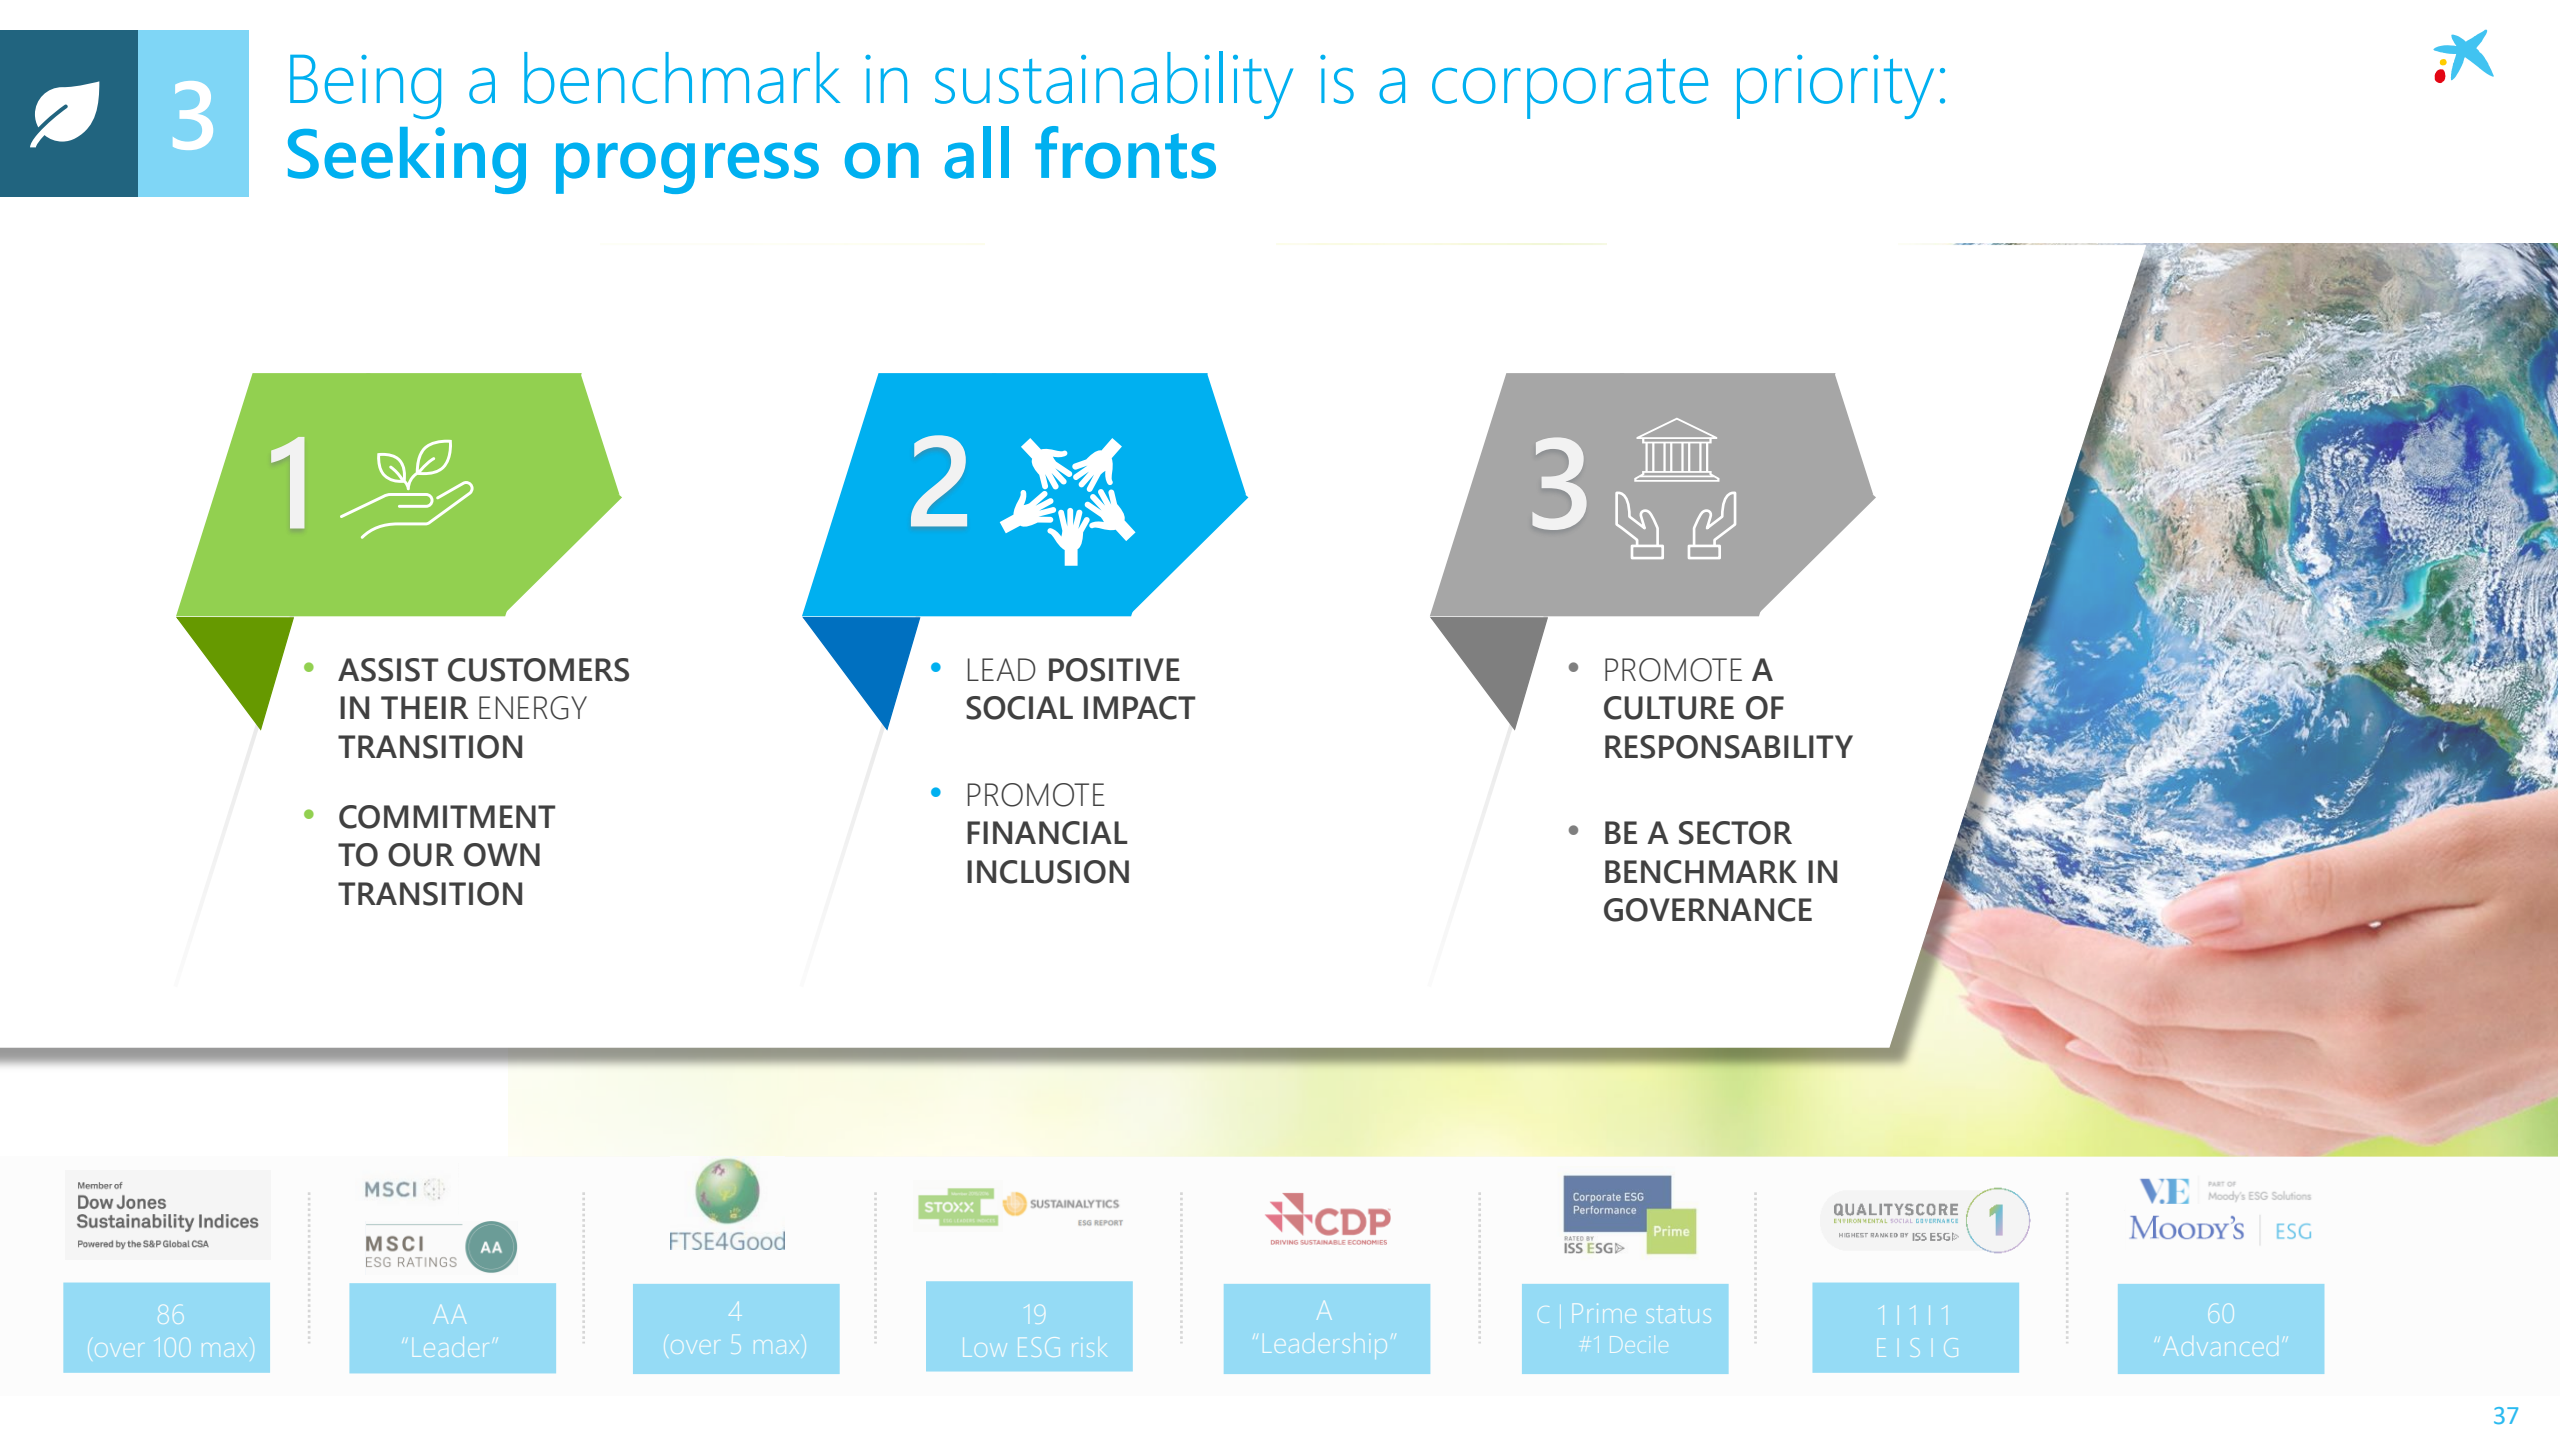 3
Being a benchmark in sustainability is a corporate priority:
Seeking progress on all fronts
1
• ASSIST CUSTOMERS
IN THEIR ENERGY
TRANSITION
• COMMITMENT
TO OUR OWN
TRANSITION
2
• LEAD POSITIVE
SOCIAL IMPACT
• PROMOTE
FINANCIAL
INCLUSION
3
• PROMOTE A
CULTURE OF
RESPONSABILITY
• BE A SECTOR
BENCHMARK IN
GOVERNANCE
Member of
Dow Jones
Sustainability Indices
Powered by the S&P Global CSA
86
(over 100 max)
MSCI
MSCI
ESG RATINGS
AA
AA
“Leader”
FTSE4Good
4
(over 5 max)
STOXX
SUSTAINALYTICS
ESG REPORT
19
Low ESG risk
CDP
DRIVING SUSTAINABLE ECONOMIES
A
“Leadership”
Corporate ESG
Performance
Prime
RATED BY
ISS ESG
C | Prime status
#1 Decile
QUALITYSCORE
ENVIRONMENTAL SOCIAL GOVERNANCE
HIGHEST RANKED BY ISS ESG
1
1 I 1 I 1
E I S I G
V.E
PART OF
Moody’s ESG Solutions
MOODY’S | ESG
60
“Advanced”
37